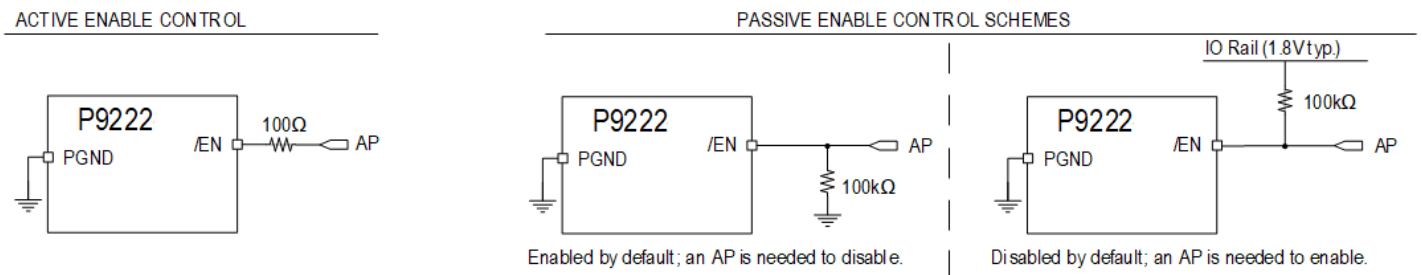 ACTIVE ENABLE CONTROL
PASSIVE ENABLE CONTROL SCHEMES
P9222
PGND
/EN
100Ω
AP
P9222
PGND
/EN
AP
100kΩ
Enabled by default; an AP is needed to disable.
IO Rail (1.8V typ.)
100kΩ
P9222
PGND
/EN
AP
Disabled by default; an AP is needed to enable.